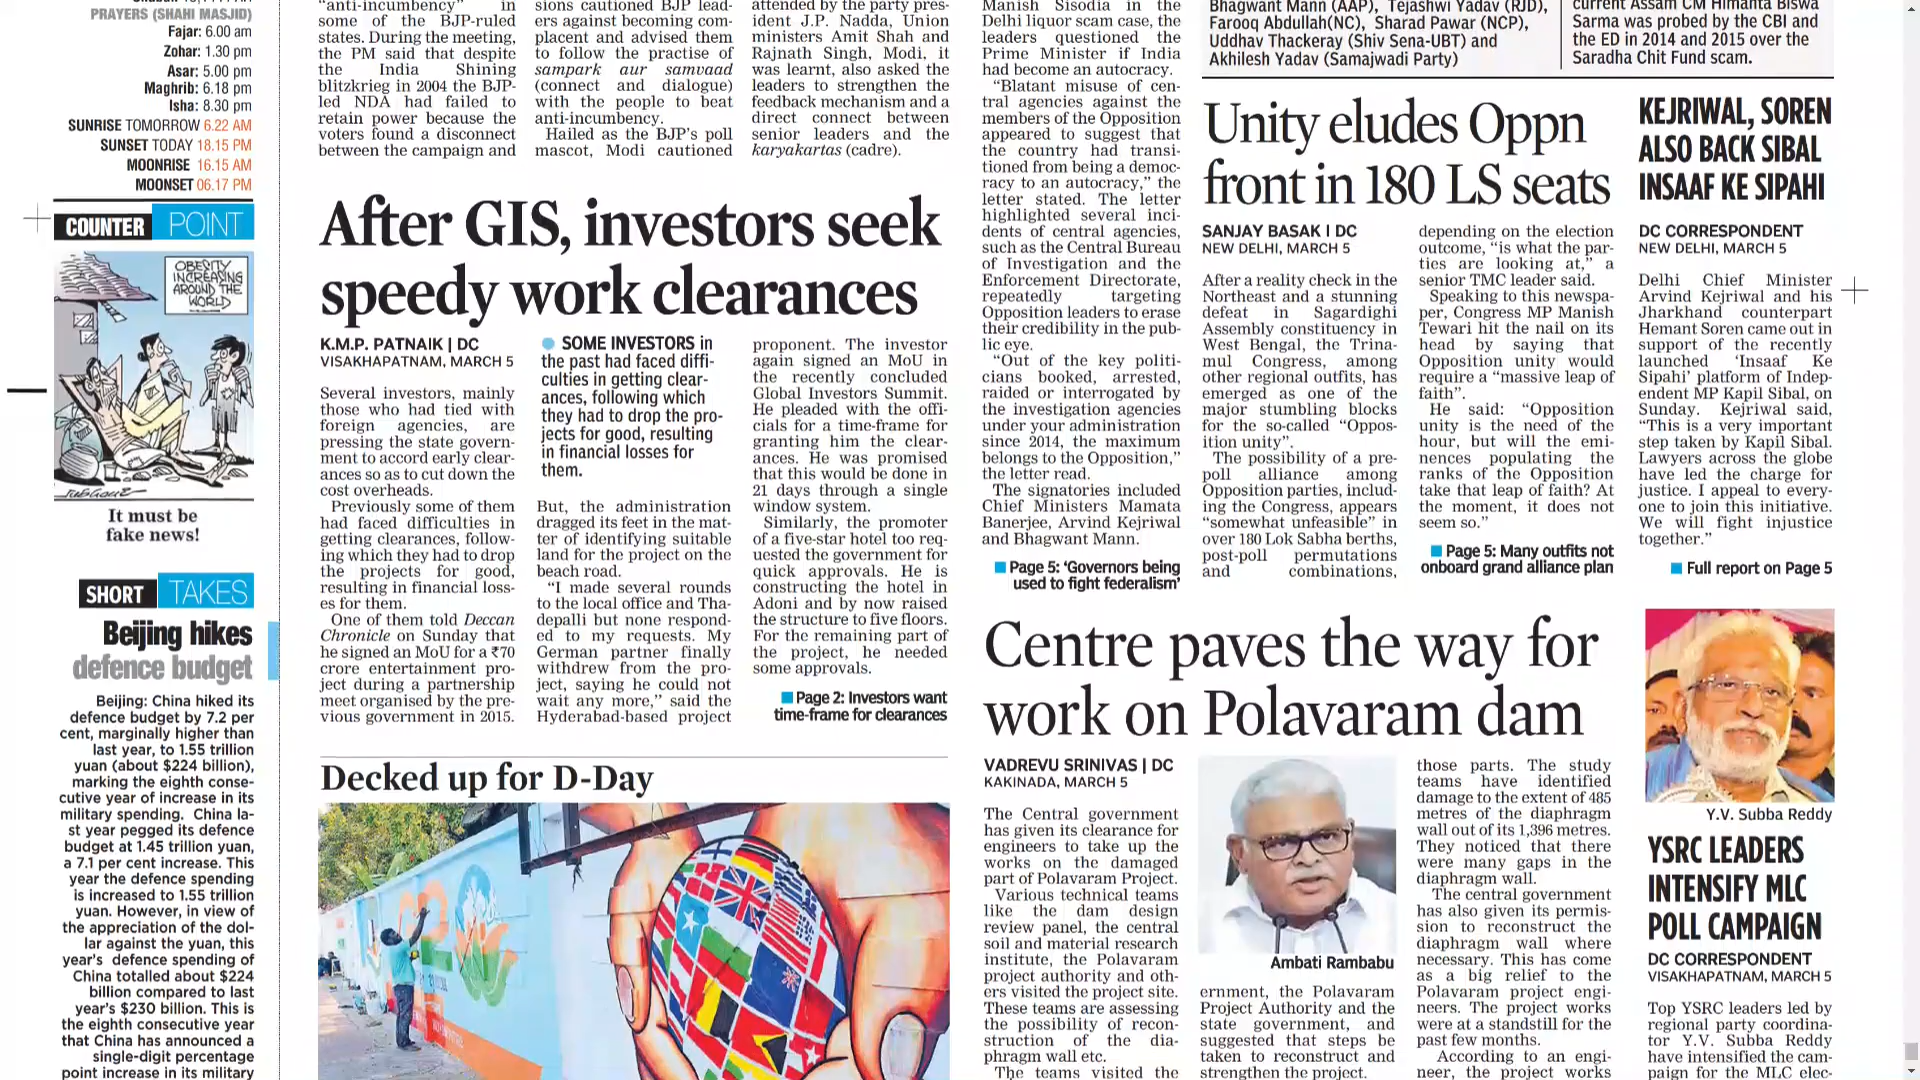 PRAYERS (SHAHI MASJID)
Fajar: 6.00 am
Zohar: 1.30 pm
Asar: 5.00 pm
Maghrib: 6.18 pm
Isha: 8.30 pm
SUNRISE TOMORROW 6.22 AM
SUNSET TODAY 18.15 PM
MOONRISE 16.15 AM
MOONSET 06.17 PM
COUNTER POINT
OBESITY
INCREASING
AROUND THE
WORLD
It must be
fake news!
SHORT TAKES
Beijing hikes
defence budget
Beijing: China hiked its
defence budget by 7.2 per
cent, marginally higher than
last year, to 1.55 trillion
yuan (about $224 billion),
marking the eighth conse-
cutive year of increase in its
military spending. China la-
st year pegged its defence
budget at 1.45 trillion yuan,
a 7.1 per cent increase. This
year the defence spending
is increased to 1.55 trillion
yuan. However, in view of
the appreciation of the dol-
lar against the yuan, this
year's defence spending of
China totalled about $224
billion compared to last
year's $230 billion. This is
the eighth consecutive year
that China has announced a
single-digit percentage
point increase in its military
"anti-incumbency" in
some of the BJP-ruled
states. During the meeting,
the PM said that despite
the India Shining
blitzkrieg in 2004 the BJP-
led NDA had failed to
retain power because the
voters found a disconnect
between the campaign and
sions cautioned BJP lead-
ers against becoming com-
placent and advised them
to follow the practise of
sampark aur samvaad
(connect and dialogue)
with the people to beat
anti-incumbency.
Hailed as the BJP's poll
mascot, Modi cautioned
attended by the party pres-
ident J.P. Nadda, Union
ministers Amit Shah and
Rajnath Singh, Modi, it
was learnt, also asked the
leaders to strengthen the
feedback mechanism and a
direct connect between
senior leaders and the
karyakartas (cadre).
After GIS, investors seek
speedy work clearances
K.M.P. PATNAIK | DC
VISAKHAPATNAM, MARCH 5
Several investors, mainly
those who had tied with
foreign agencies, are
pressing the state govern-
ment to accord early clear-
ances so as to cut down the
cost overheads.
Previously some of them
had faced difficulties in
getting clearances, follow-
ing which they had to drop
the projects for good,
resulting in financial loss-
es for them.
One of them told Deccan
Chronicle on Sunday that
he signed an MoU for a ₹70
crore entertainment pro-
ject during a partnership
meet organised by the pre-
vious government in 2015.
SOME INVESTORS in
the past had faced diffi-
culties in getting clear-
ances, following which
they had to drop the pro-
jects for good, resulting
in financial losses for
them.
But, the administration
dragged its feet in the mat-
ter of identifying suitable
land for the project on the
beach road.
"I made several rounds
to the local office and Tha-
depalli but none respond-
ed to my requests. My
German partner finally
withdrew from the pro-
ject, saying he could not
wait any more," said the
Hyderabad-based project
proponent. The investor
again signed an MoU in
the recently concluded
Global Investors Summit.
He pleaded with the offi-
cials for a time-frame for
granting him the clear-
ances. He was promised
that this would be done in
21 days through a single
window system.
Similarly, the promoter
of a five-star hotel too req-
uested the government for
quick approvals. He is
constructing the hotel in
Adoni and by now raised
the structure to five floors.
For the remaining part of
the project, he needed
some approvals.
Page 2: Investors want
time-frame for clearances
Decked up for D-Day
Manish Sisodia in the
Delhi liquor scam case, the
leaders questioned the
Prime Minister if India
had become an autocracy.
"Blatant misuse of cen-
tral agencies against the
members of the Opposition
appeared to suggest that
the country had transi-
tioned from being a democ-
racy to an autocracy," the
letter stated. The letter
highlighted several inci-
dents of central agencies,
such as the Central Bureau
of Investigation and the
Enforcement Directorate,
repeatedly targeting
Opposition leaders to erase
their credibility in the pub-
lic eye.
"Out of the key politi-
cians booked, arrested,
raided or interrogated by
the investigation agencies
under your administration
since 2014, the maximum
belongs to the Opposition,"
the letter read.
The signatories included
Chief Ministers Mamata
Banerjee, Arvind Kejriwal
and Bhagwant Mann.
Page 5: 'Governors being
used to fight federalism'
Bhagwant Mann (AAP), Tejashwi Yadav (RJD),
Farooq Abdullah(NC), Sharad Pawar (NCP),
Uddhav Thackeray (Shiv Sena-UBT) and
Akhilesh Yadav (Samajwadi Party)
current Assam CM Himanta Biswa
Sarma was probed by the CBI and
the ED in 2014 and 2015 over the
Saradha Chit Fund scam.
Unity eludes Oppn
front in 180 LS seats
SANJAY BASAK I DC
NEW DELHI, MARCH 5
After a reality check in the
Northeast and a stunning
defeat in Sagardighi
Assembly constituency in
West Bengal, the Trina-
mul Congress, among
other regional outfits, has
emerged as one of the
major stumbling blocks
for the so-called "Oppos-
ition unity".
The possibility of a pre-
poll alliance among
Opposition parties, includ-
ing the Congress, appears
"somewhat unfeasible" in
over 180 Lok Sabha berths,
post-poll permutations
and combinations,
depending on the election
outcome, "is what the par-
ties are looking at," a
senior TMC leader said.
Speaking to this newspa-
per, Congress MP Manish
Tewari hit the nail on its
head by saying that
Opposition unity would
require a "massive leap of
faith".
He said: "Opposition
unity is the need of the
hour, but will the emi-
nences populating the
ranks of the Opposition
take that leap of faith? At
the moment, it does not
seem so."
Page 5: Many outfits not
onboard grand alliance plan
KEJRIWAL, SOREN
ALSO BACK SIBAL
INSAAF KE SIPAHI
DC CORRESPONDENT
NEW DELHI, MARCH 5
Delhi Chief Minister
Arvind Kejriwal and his
Jharkhand counterpart
Hemant Soren came out in
support of the recently
launched 'Insaaf Ke
Sipahi' platform of Indep-
endent MP Kapil Sibal, on
Sunday. Kejriwal said,
"This is a very important
step taken by Kapil Sibal.
Lawyers across the globe
have led the charge for
justice. I appeal to every-
one to join this initiative.
We will fight injustice
together."
Full report on Page 5
Centre paves the way for
work on Polavaram dam
VADREVU SRINIVAS | DC
KAKINADA, MARCH 5
The Central government
has given its clearance for
engineers to take up the
works on the damaged
part of Polavaram Project.
Various technical teams
like the dam design
review panel, the central
soil and material research
institute, the Polavaram
project authority and oth-
ers visited the project site.
These teams are assessing
the possibility of recon-
struction of the dia-
phragm wall etc.
The teams visited the
Ambati Rambabu
ernment, the Polavaram
Project Authority and the
state government, and
suggested that steps be
taken to reconstruct and
strengthen the project.
those parts. The study
teams have identified
damage to the extent of 485
metres of the diaphragm
wall out of its 1,396 metres.
They noticed that there
were many gaps in the
diaphragm wall.
The central government
has also given its permis-
sion to reconstruct the
diaphragm wall where
necessary. This has come
as a big relief to the
Polavaram project engi-
neers. The project works
were at a standstill for the
past few months.
According to an engi-
neer, the project works
Y.V. Subba Reddy
YSRC LEADERS
INTENSIFY MLC
POLL CAMPAIGN
DC CORRESPONDENT
VISAKHAPATNAM, MARCH 5
Top YSRC leaders led by
regional party coordina-
tor Y.V. Subba Reddy
have intensified the cam-
paign for the MLC elec-